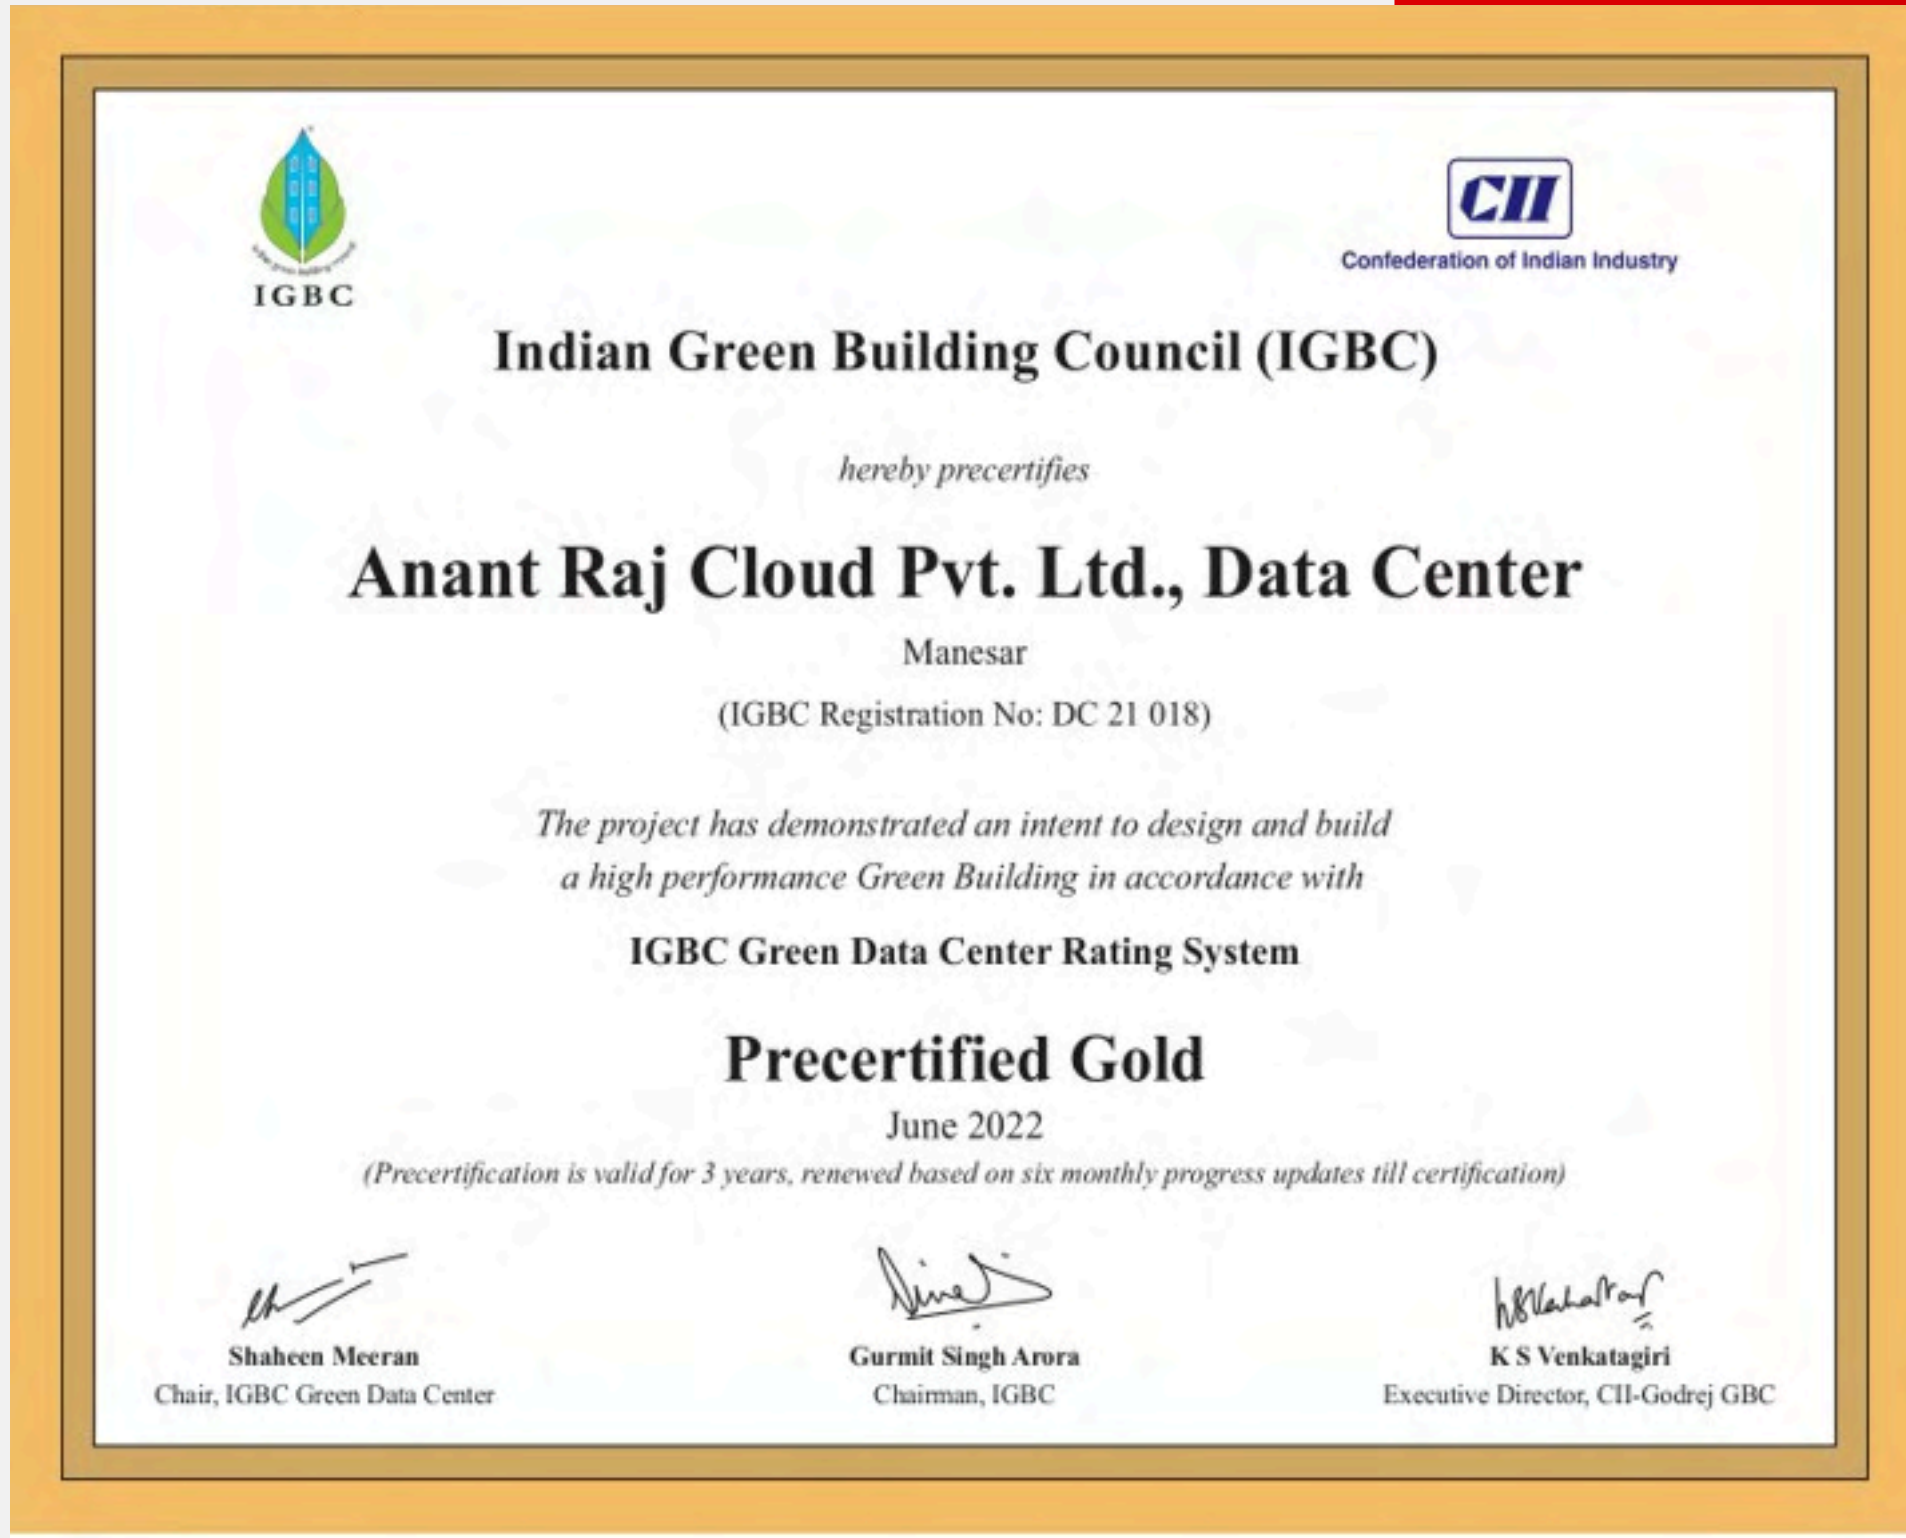 IGBC
CII
Confederation of Indian Industry
Indian Green Building Council (IGBC)
hereby precertifies
Anant Raj Cloud Pvt. Ltd., Data Center
Manesar
(IGBC Registration No: DC 21 018)
The project has demonstrated an intent to design and build
a high performance Green Building in accordance with
IGBC Green Data Center Rating System
Precertified Gold
June 2022
(Precertification is valid for 3 years, renewed based on six monthly progress updates till certification)
Shaheen Meeran
Chair, IGBC Green Data Center
Gurmit Singh Arora
Chairman, IGBC
K S Venkatagiri
Executive Director, CII-Godrej GBC